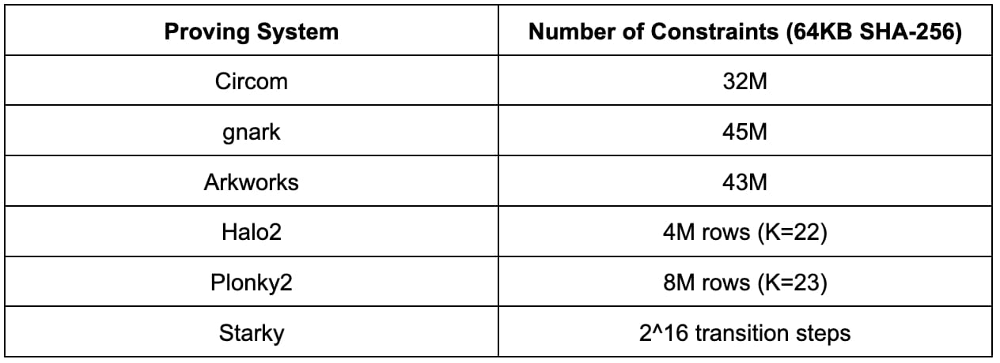 Proving System Number of Constraints (64KB SHA-256)
Circom 32M
gnark 45M
Arkworks 43M
Halo2 4M rows (K=22)
Plonky2 8M rows (K=23)
Starky 2^16 transition steps